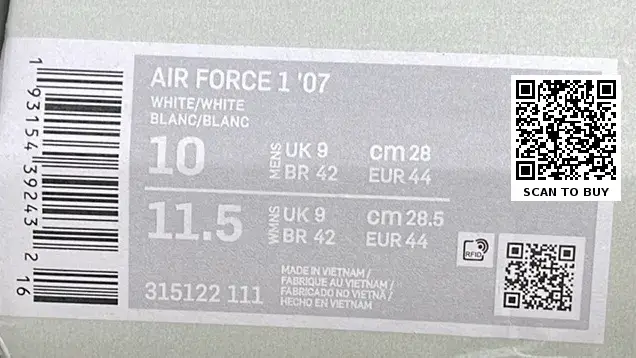 AIR FORCE 1 '07
WHITE/WHITE
BLANC/BLANC
10 MENS UK 9 cm 28
BR 42 EUR 44
11.5 WMNS UK 9 cm 28.5
BR 42 EUR 44
RFID
315122 111
MADE IN VIETNAM /
FABRIQUE AU VIETNAM /
FABRICADO NO VIETNÃ /
HECHO EN VIETNAM
1 93154 39243 2 16
SCAN TO BUY